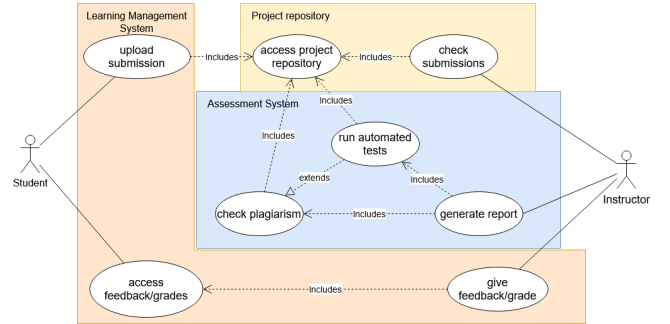 Learning Management
System
Project repository
upload
submission
Includes
access project
repository
Includes
check
submissions
Assessment System
Includes
Includes
run automated
tests
extends
Includes
Student
Instructor
check plagiarism
Includes
generate report
access
feedback/grades
Includes
give
feedback/grade